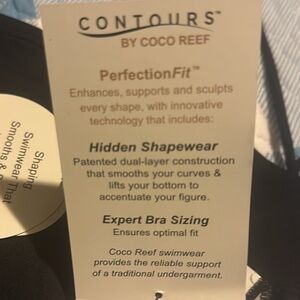 CONTOURS™
BY COCO REEF
PerfectionFit™
Enhances, supports and sculpts
every shape, with innovative
technology that includes:
Hidden Shapewear
Patented dual-layer construction
that smooths your curves &
lifts your bottom to
accentuate your figure.
Expert Bra Sizing
Ensures optimal fit
Coco Reef swimwear
provides the reliable support
of a traditional undergarment.
Shaping
Swimwear That
Smooths &